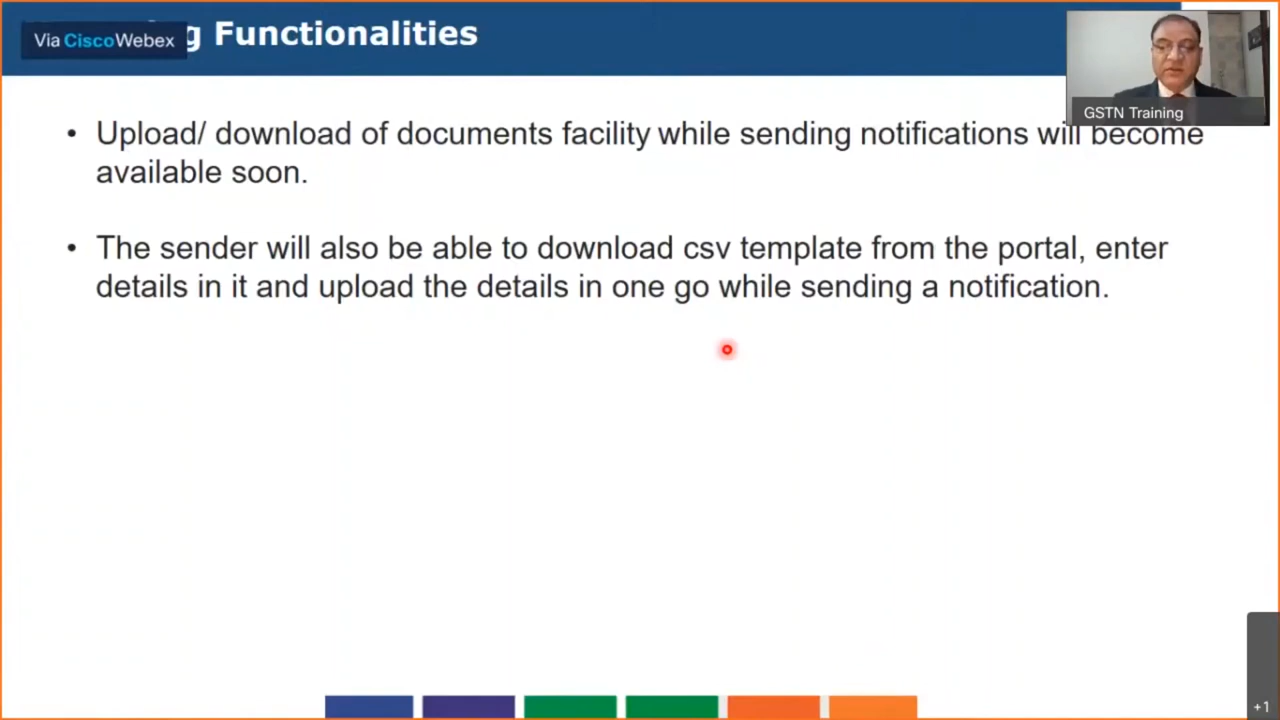 Via CiscoWebex
Functionalities
GSTN Training
• Upload/ download of documents facility while sending notifications will become
available soon.
• The sender will also be able to download csv template from the portal, enter
details in it and upload the details in one go while sending a notification.
+1